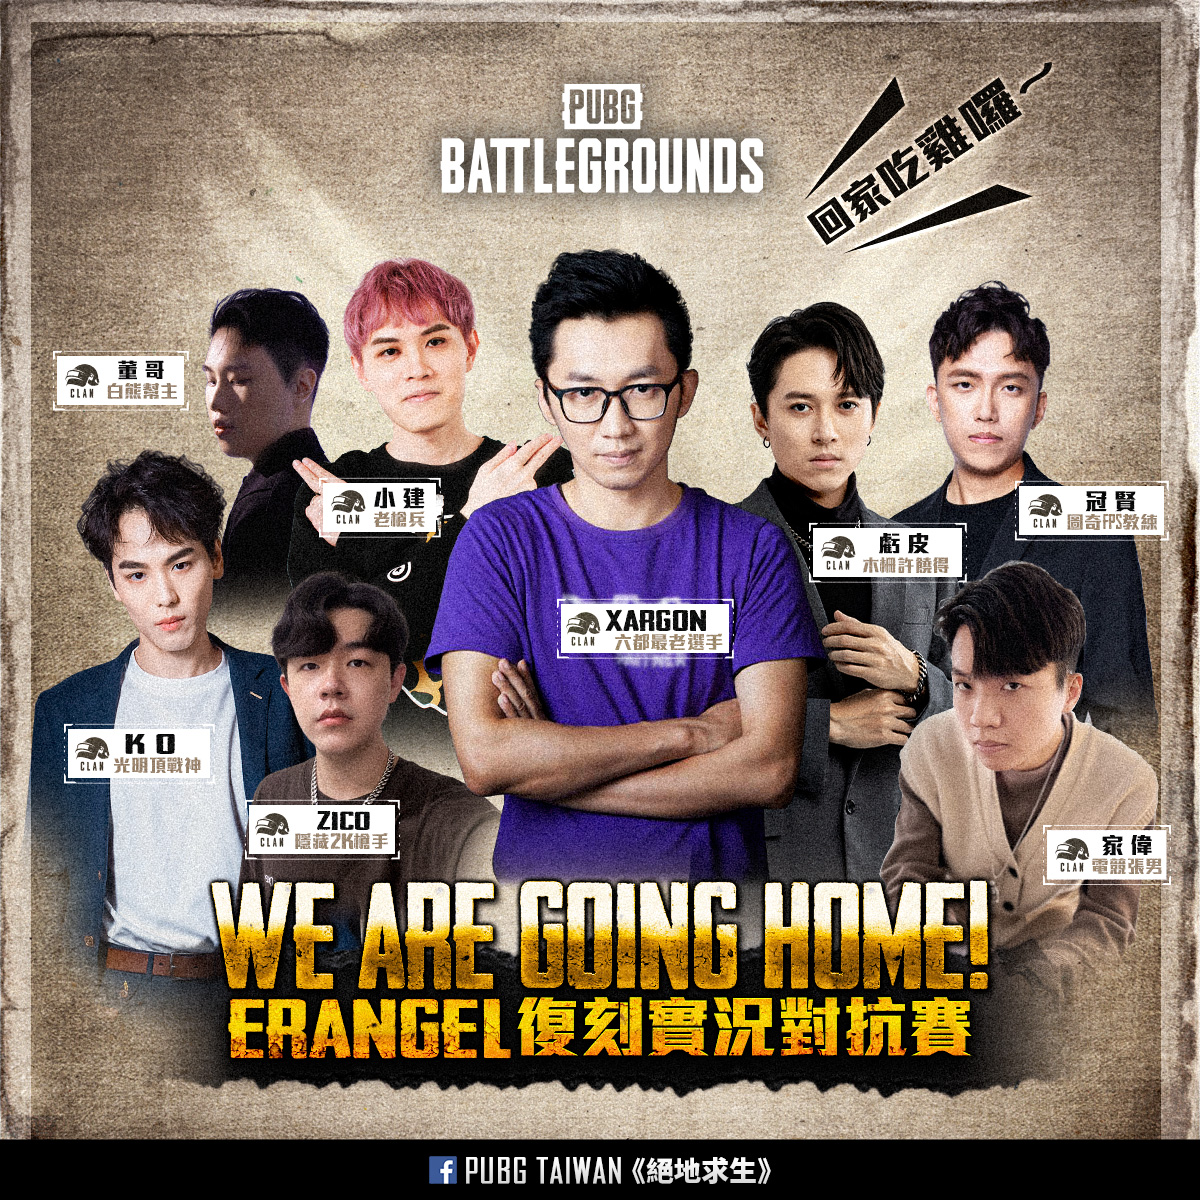 PUBG
BATTLEGROUNDS
回家吃雞囉~
董哥
CLAN 白熊幫主
小建
CLAN 老槍兵
冠賢
CLAN 圖奇FPS教練
虧皮
CLAN 木柵許饒得
XARGON
CLAN 六都最老選手
KO
CLAN 光明頂戰神
ZICO
CLAN 隱藏2K槍手
家偉
CLAN 電競張男
WE ARE GOING HOME!
ERANGEL復刻實況對抗賽
f PUBG TAIWAN《絕地求生》